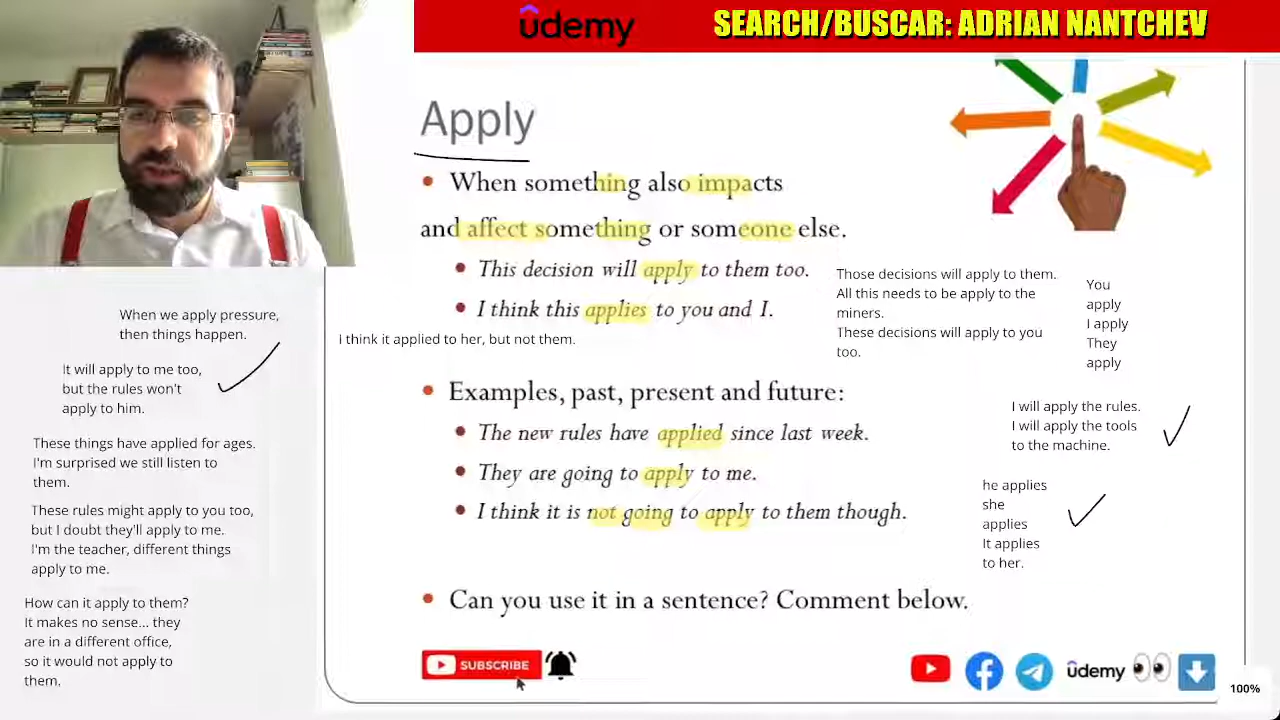 ûdemy
SEARCH/BUSCAR: ADRIAN NANTCHEV
Apply
• When something also impacts
and affect something or someone else.
• This decision will apply to them too.
• I think this applies to you and I.
I think it applied to her, but not them.
Those decisions will apply to them.
All this needs to be apply to the
miners.
These decisions will apply to you
too.
You
apply
I apply
They
apply
When we apply pressure,
then things happen.
It will apply to me too,
but the rules won't
apply to him.
These things have applied for ages.
I'm surprised we still listen to
them.
These rules might apply to you too,
but I doubt they'll apply to me.
I'm the teacher, different things
apply to me.
How can it apply to them?
It makes no sense... they
are in a different office,
so it would not apply to
them.
• Examples, past, present and future:
• The new rules have applied since last week.
• They are going to apply to me.
• I think it is not going to apply to them though.
I will apply the rules.
I will apply the tools
to the machine.
he applies
she
applies
It applies
to her.
• Can you use it in a sentence? Comment below.
SUBSCRIBE
ûdemy
100%